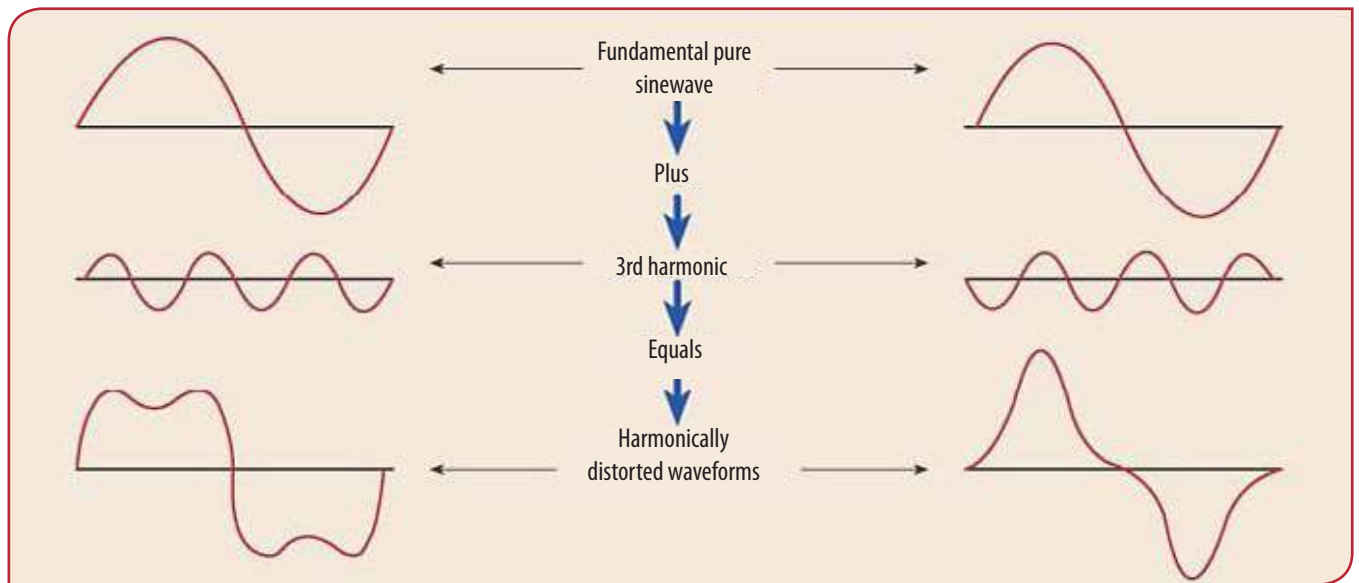 Fundamental pure
sinewave
Plus
3rd harmonic
Equals
Harmonically
distorted waveforms